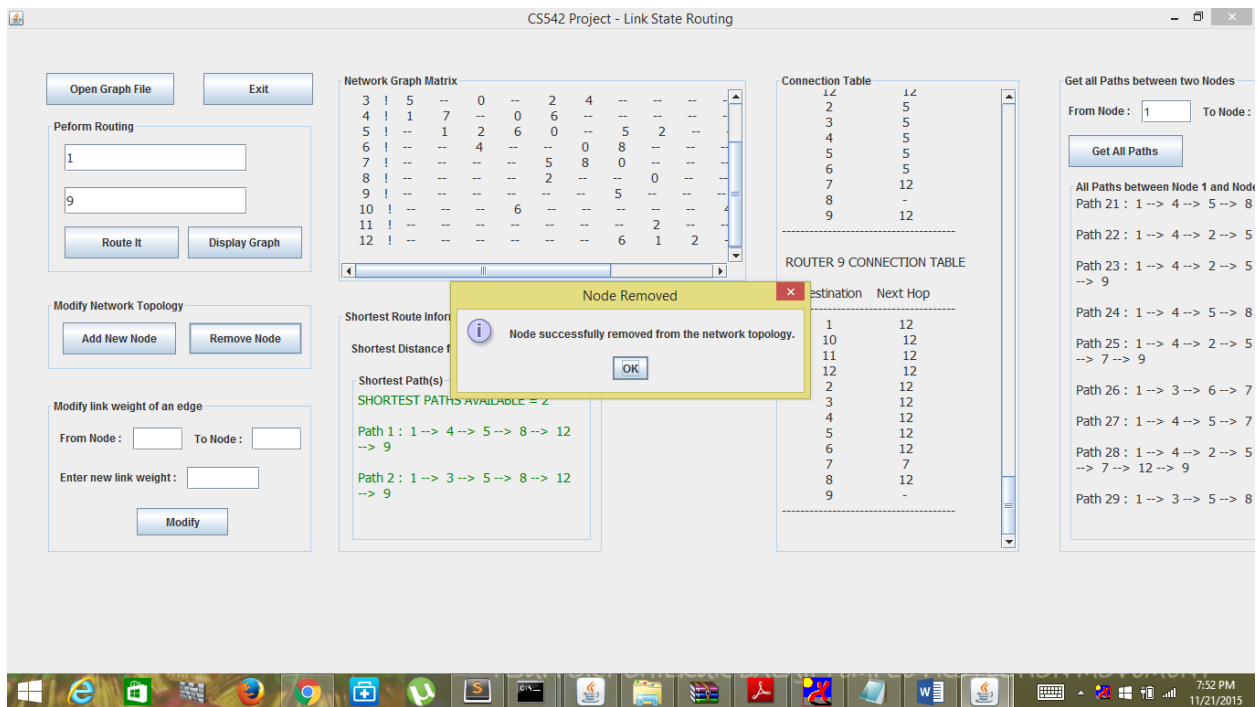 CS542 Project - Link State Routing
Open Graph File
Exit
Peform Routing
1
9
Route It
Display Graph
Modify Network Topology
Add New Node
Remove Node
Modify link weight of an edge
From Node :
To Node :
Enter new link weight :
Modify
Network Graph Matrix
3 ! 5 -- 0 -- 2 4 -- -- -- -
4 ! 1 7 -- 0 6 -- -- -- -- -
5 ! -- 1 2 6 0 -- 5 2 -- -
6 ! -- -- 4 -- -- 0 8 -- -- --
7 ! -- -- -- -- 5 8 0 -- -- --
8 ! -- -- -- -- 2 -- -- 0 -- --
9 ! -- -- -- -- -- -- 5 -- -- --
10 ! -- -- -- 6 -- -- -- -- -- 4
11 ! -- -- -- -- -- -- -- 2 -- --
12 ! -- -- -- -- -- -- 6 1 2 -
Shortest Route Infor
Shortest Distance f
Shortest Path(s)
SHORTEST PATHS AVAILABLE = 2
Path 1 : 1 --> 4 --> 5 --> 8 --> 12
--> 9
Path 2 : 1 --> 3 --> 5 --> 8 --> 12
--> 9
Node Removed
Node successfully removed from the network topology.
OK
Connection Table
12 12
2 5
3 5
4 5
5 5
6 5
7 12
8 -
9 12
----------------------------------
ROUTER 9 CONNECTION TABLE
estination Next Hop
1 12
10 12
11 12
12 12
2 12
3 12
4 12
5 12
6 12
7 7
8 12
9 -
----------------------------------
Get all Paths between two Nodes
From Node : 1 To Node :
Get All Paths
All Paths between Node 1 and Node
Path 21 : 1 --> 4 --> 5 --> 8
Path 22 : 1 --> 4 --> 2 --> 5
Path 23 : 1 --> 4 --> 2 --> 5
--> 9
Path 24 : 1 --> 4 --> 5 --> 8
Path 25 : 1 --> 4 --> 2 --> 5
--> 7 --> 9
Path 26 : 1 --> 3 --> 6 --> 7
Path 27 : 1 --> 4 --> 5 --> 7
Path 28 : 1 --> 4 --> 2 --> 5
--> 7 --> 12 --> 9
Path 29 : 1 --> 3 --> 5 --> 8
7:52 PM
11/21/2015